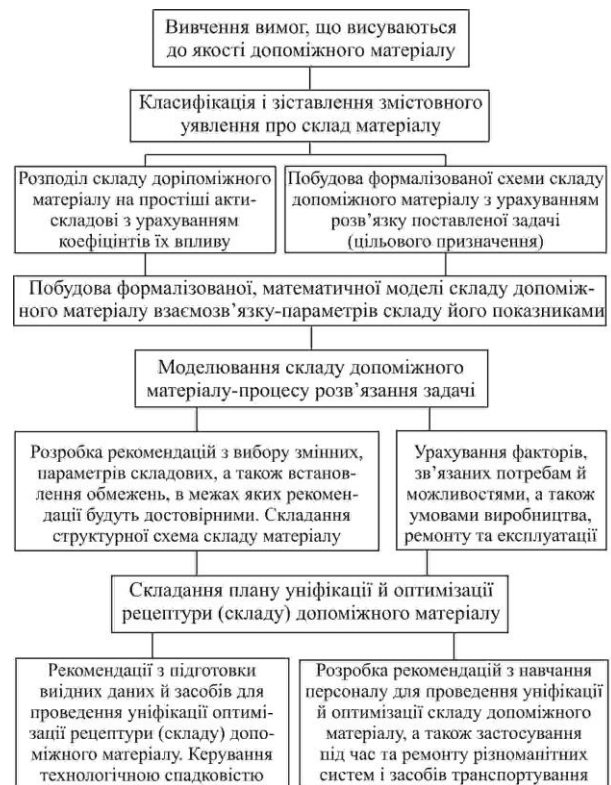 Вивчення вимог, що висуваються
до якості допоміжного матеріалу
Класифікація і зіставлення змістовного
уявлення про склад матеріалу
Розподіл складу доріпоміжного
матеріалу на простіші акти-
складові з урахуванням
коефіцінтів їх впливу
Побудова формалізованої схеми складу
допоміжного матеріалу з урахуванням
розв’язку поставленої задачі
(цільового призначення)
Побудова формалізованої, математичної моделі складу допоміж-
ного матеріалу взаємозв’язку-параметрів складу його показниками
Моделювання складу допоміжного
матеріалу-процесу розв’язання задачі
Розробка рекомендацій з вибору змінних,
параметрів складових, а також встанов-
лення обмежень, в межах яких рекомен-
дації будуть достовірними. Складання
структурної схема складу матеріалу
Урахування факторів,
зв’язаних потребам й
можливостями, а також
умовами виробництва,
ремонту та експлуатації
Складання плану уніфікації й оптимізації
рецептури (складу) допоміжного матеріалу
Рекомендації з підготовки
виідних даних й засобів для
проведення уніфікації оптимі-
зації рецептури (складу) допо-
міжного матеріалу. Керування
технологічною спадковістю
Розробка рекомендацій з навчання
персоналу для проведення уніфікації
й оптимізації складу допоміжного
матеріалу, а також застосування
під час та ремонту різноманітних
систем і засобів транспортування